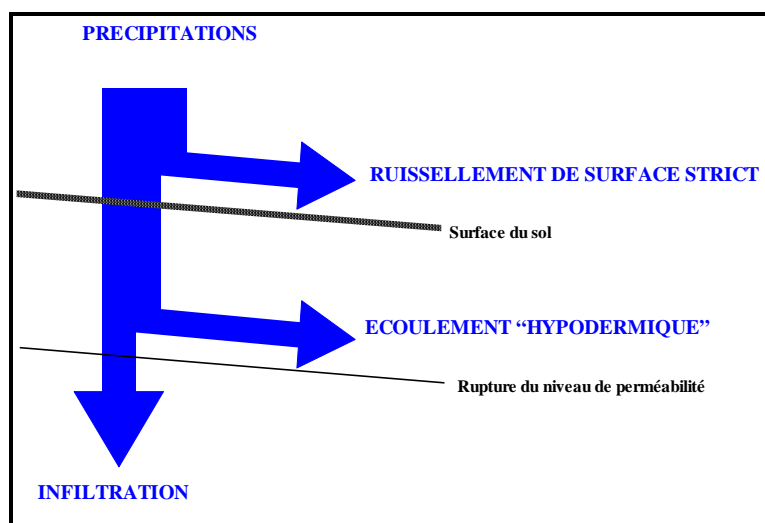 PRECIPITATIONS
RUISSELLEMENT DE SURFACE STRICT
Surface du sol
ECOULEMENT “HYPODERMIQUE”
Rupture du niveau de perméabilité
INFILTRATION